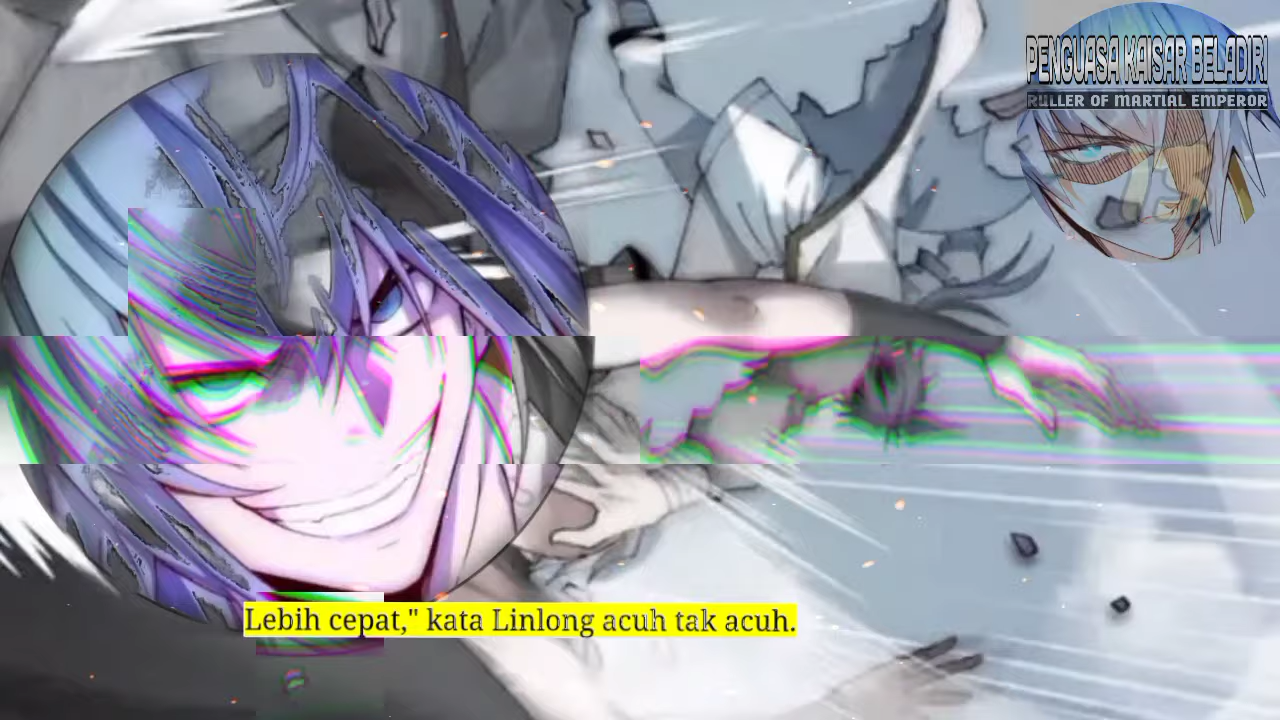 PENGUASA KAISAR BELADIRI
RULLER OF MARTIAL EMPEROR
Lebih cepat," kata Linlong acuh tak acuh.